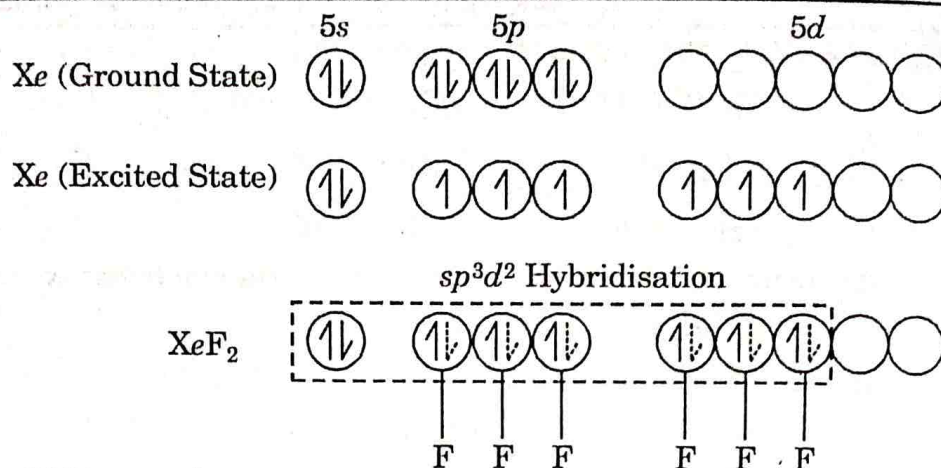 5s 5p 5d
Xe (Ground State)
Xe (Excited State)
sp³d² Hybridisation
XeF₂
F F F F F F